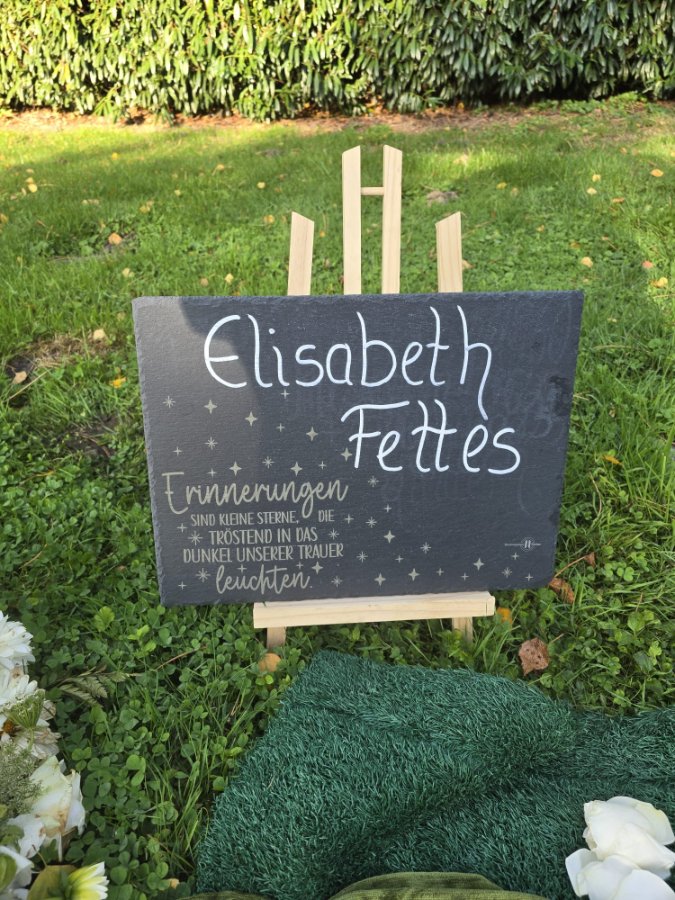 Elisabeth
Fettes
Erinnerungen
SIND KLEINE STERNE, DIE
TRÖSTEND IN DAS
DUNKEL UNSERER TRAUER
leuchten.